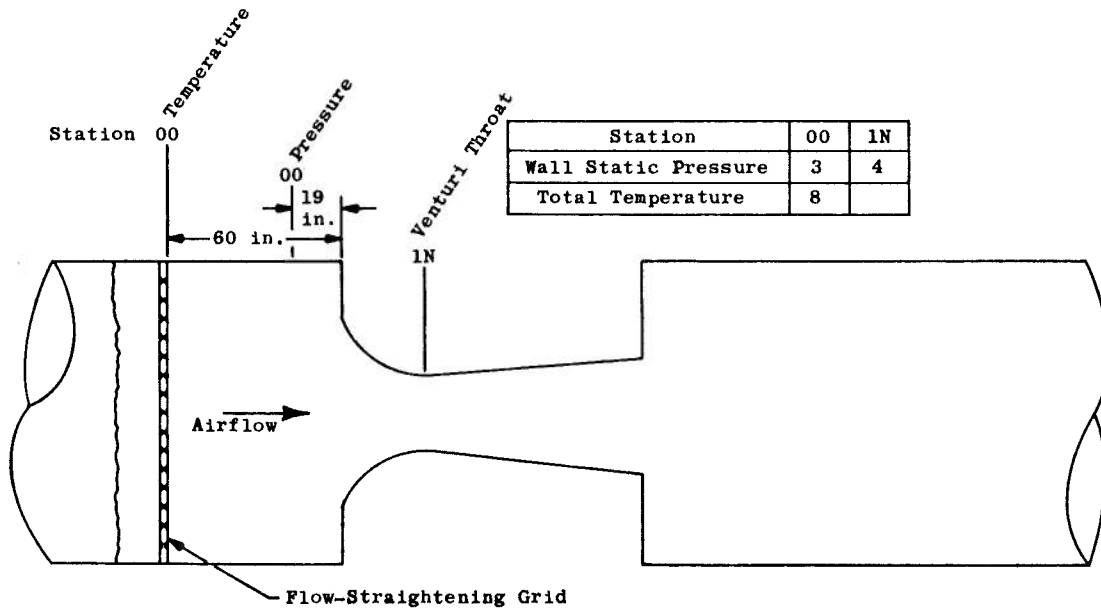 Station 00 Temperature
00 Pressure
19
in.
60 in.
1N Venturi Throat
Station 00 1N
Wall Static Pressure 3 4
Total Temperature 8
Airflow
Flow-Straightening Grid